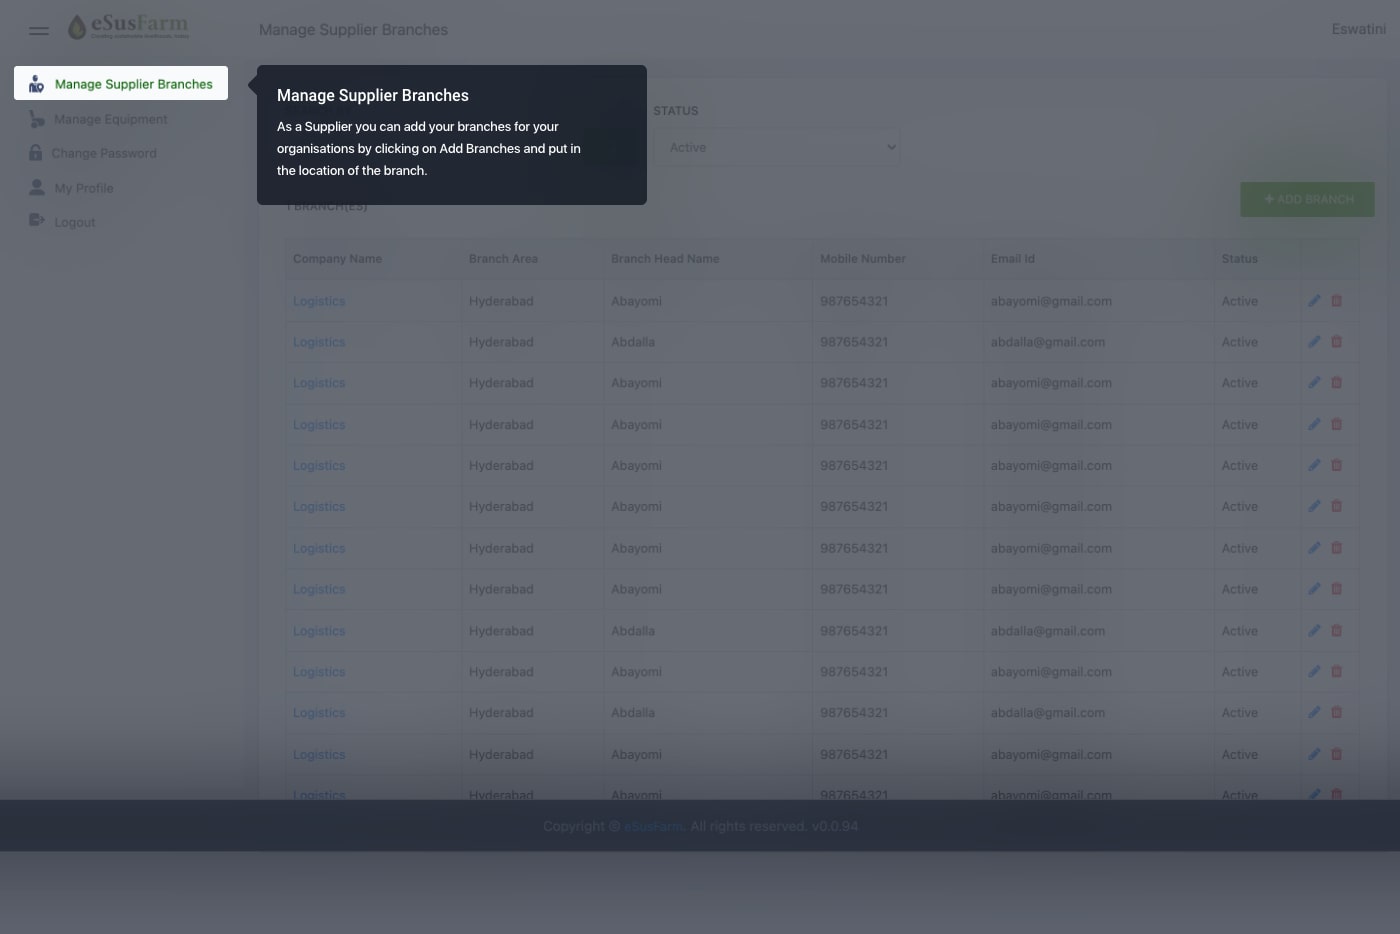 eSusFarm
Manage Supplier Branches
Eswatini
Manage Supplier Branches
Manage Equipment
Change Password
My Profile
Logout
Manage Supplier Branches
As a Supplier you can add your branches for your
organisations by clicking on Add Branches and put in
the location of the branch.
STATUS
Active
1 BRANCH(ES)
ADD BRANCH
Company Name Branch Area Branch Head Name Mobile Number Email Id Status
Logistics Hyderabad Abayomi 987654321 abayomi@gmail.com Active
Logistics Hyderabad Abdalla 987654321 abdalla@gmail.com Active
Logistics Hyderabad Abayomi 987654321 abayomi@gmail.com Active
Logistics Hyderabad Abayomi 987654321 abayomi@gmail.com Active
Logistics Hyderabad Abayomi 987654321 abayomi@gmail.com Active
Logistics Hyderabad Abayomi 987654321 abayomi@gmail.com Active
Logistics Hyderabad Abayomi 987654321 abayomi@gmail.com Active
Logistics Hyderabad Abayomi 987654321 abayomi@gmail.com Active
Logistics Hyderabad Abdalla 987654321 abdalla@gmail.com Active
Logistics Hyderabad Abayomi 987654321 abayomi@gmail.com Active
Logistics Hyderabad Abdalla 987654321 abdalla@gmail.com Active
Logistics Hyderabad Abayomi 987654321 abayomi@gmail.com Active
Logistics Hyderabad Abayomi 987654321 abayomi@gmail.com Active
Copyright © eSusFarm. All rights reserved. v0.0.94